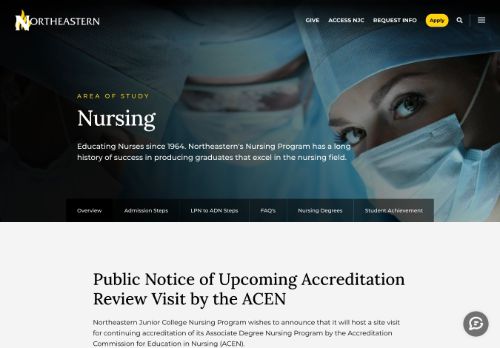 NORTHEASTERN
GIVE ACCESS NJC REQUEST INFO Apply
AREA OF STUDY
Nursing
Educating Nurses since 1964. Northeastern's Nursing Program has a long
history of success in producing graduates that excel in the nursing field.
Overview Admission Steps LPN to ADN Steps FAQ's Nursing Degrees Student Achievement
Public Notice of Upcoming Accreditation
Review Visit by the ACEN
Northeastern Junior College Nursing Program wishes to announce that it will host a site visit
for continuing accreditation of its Associate Degree Nursing Program by the Accreditation
Commission for Education in Nursing (ACEN).